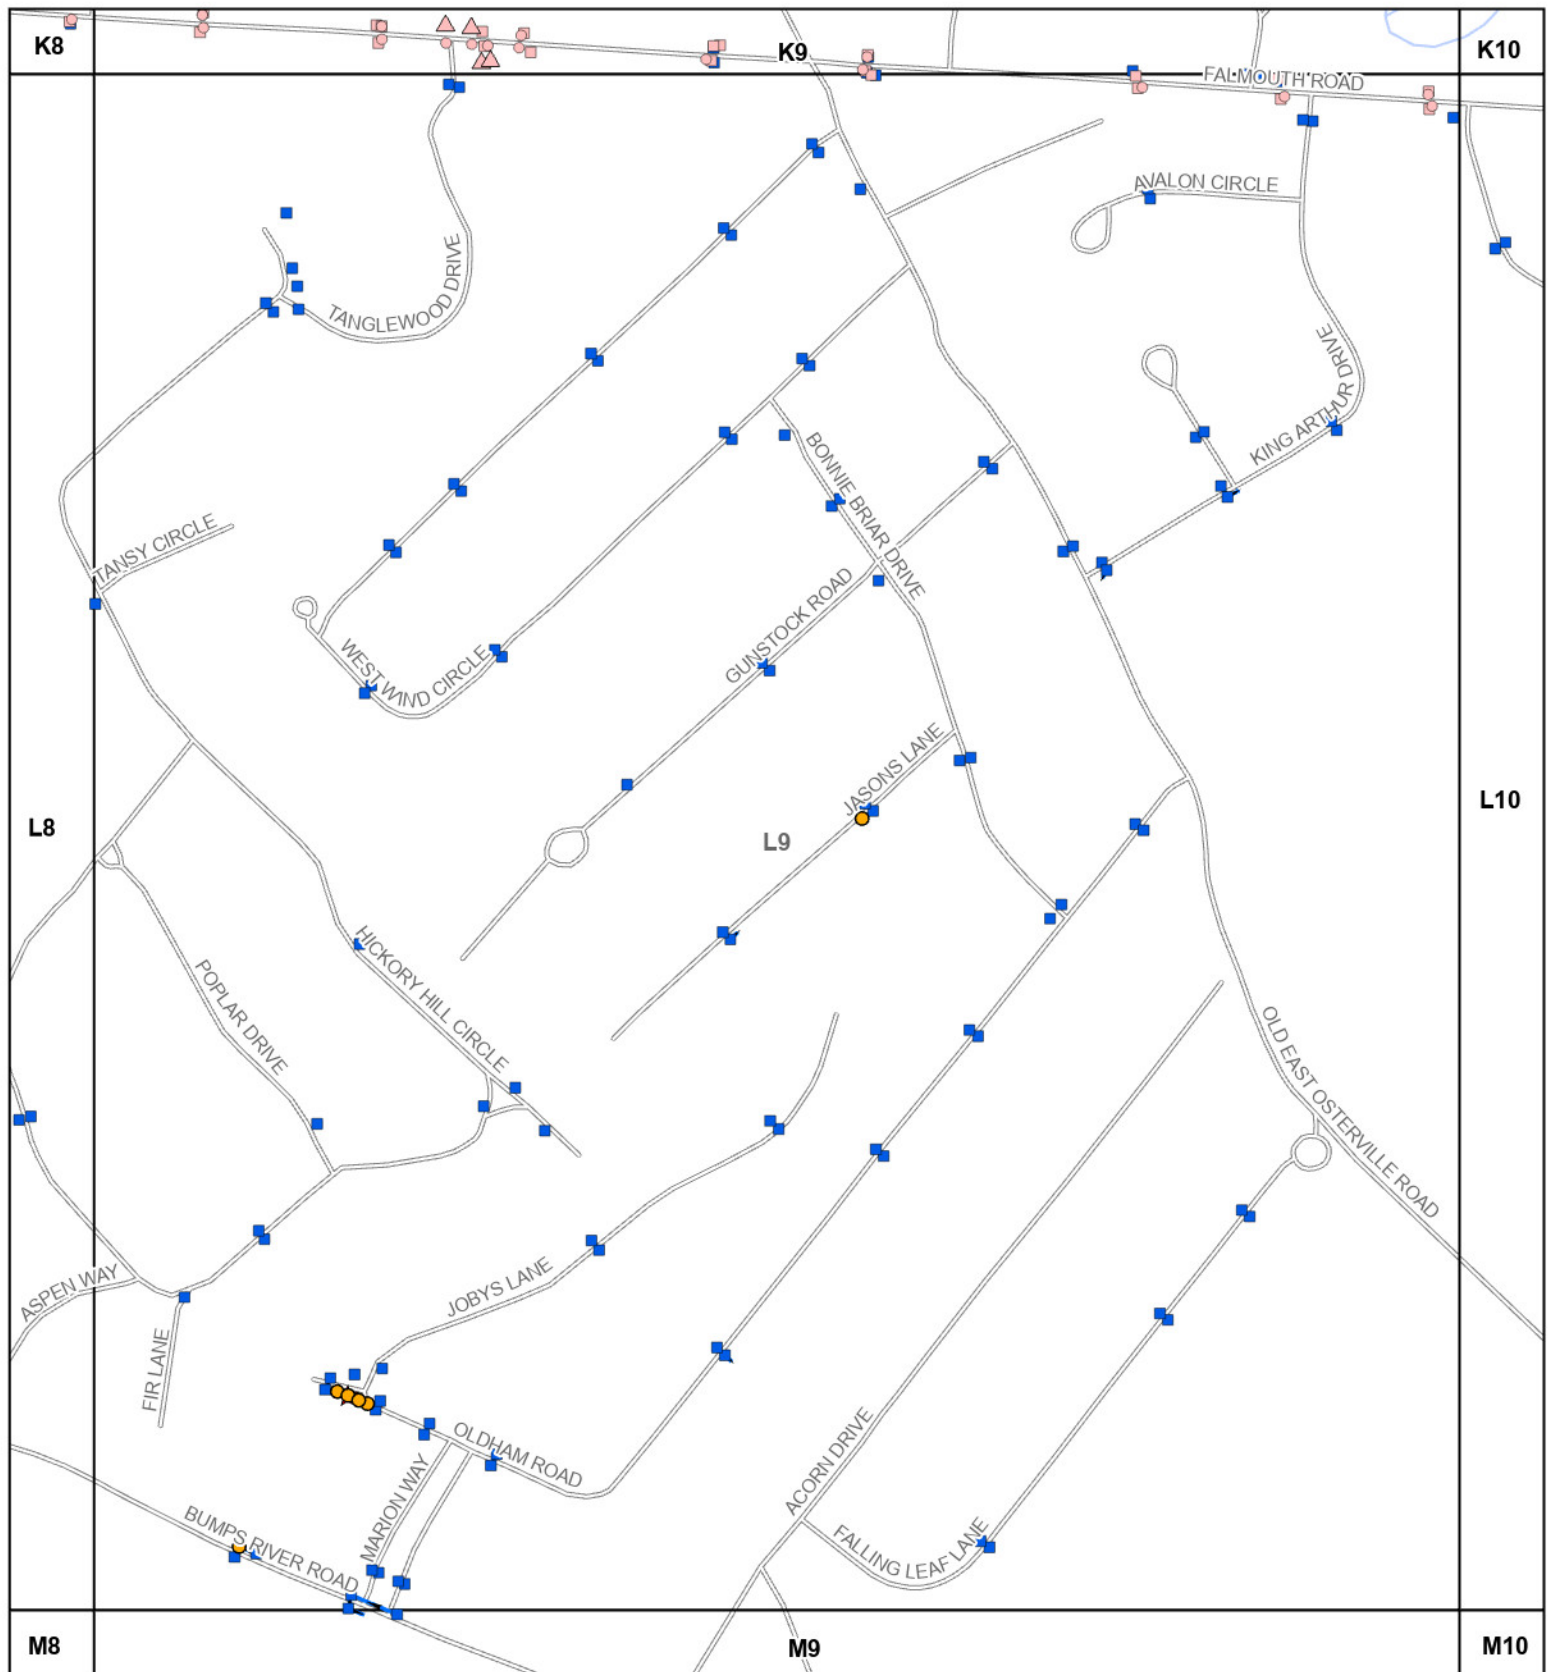 K8
K9
K10
FALMOUTH ROAD
AVALON CIRCLE
TANGLEWOOD DRIVE
KING ARTHUR DRIVE
BONNIE BRIAR DRIVE
TANSY CIRCLE
GUNSTOCK ROAD
WEST WIND CIRCLE
JASONS LANE
L8
L9
L10
HICKORY HILL CIRCLE
POPLAR DRIVE
OLD EAST OSTERVILLE ROAD
ASPEN WAY
JOBYS LANE
FIR LANE
OLDHAM ROAD
ACORN DRIVE
MARION WAY
BUMPS RIVER ROAD
FALLING LEAF LANE
M8
M9
M10